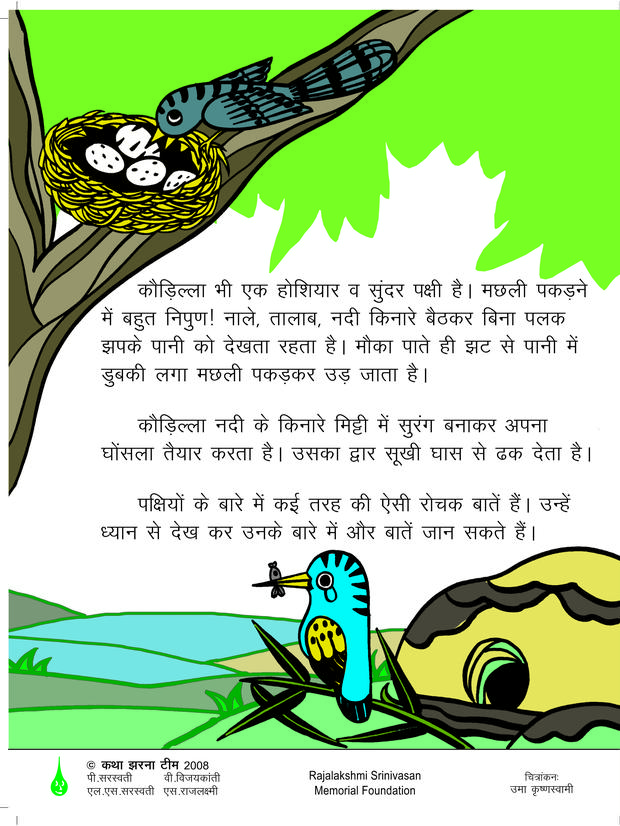 कौड़िल्ला भी एक होशियार व सुंदर पक्षी है। मछली पकड़ने
में बहुत निपुण! नाले, तालाब, नदी किनारे बैठकर बिना पलक
झपके पानी को देखता रहता है। मौका पाते ही झट से पानी में
डुबकी लगा मछली पकड़कर उड़ जाता है।
कौड़िल्ला नदी के किनारे मिट्टी में सुरंग बनाकर अपना
घोंसला तैयार करता है। उसका द्वार सूखी घास से ढक देता है।
पक्षियों के बारे में कई तरह की ऐसी रोचक बातें हैं। उन्हें
ध्यान से देख कर उनके बारे में और बातें जान सकते हैं।
© कथा झरना टीम 2008
पी.सरस्वती वी.विजयकांती
एल.एस.सरस्वती एस.राजलक्ष्मी
Rajalakshmi Srinivasan
Memorial Foundation
चित्रांकनः
उमा कृष्णस्वामी